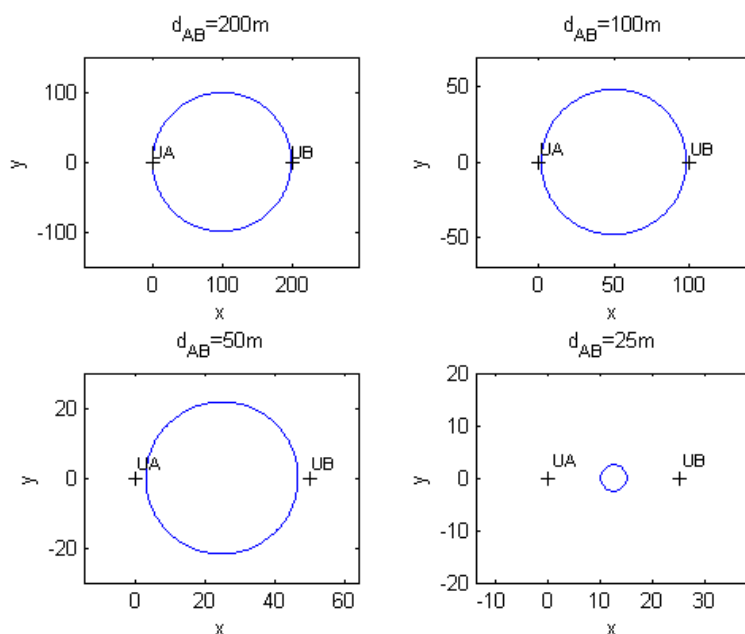 d_AB=200m
100
y
0
UA
UB
-100
0 100 200
x
d_AB=100m
50
y
0
UA
UB
-50
0 50 100
x
d_AB=50m
20
y
0
UA
UB
-20
0 20 40 60
x
d_AB=25m
20
10
y
0
UA
UB
-10
-20
-10 0 10 20 30
x